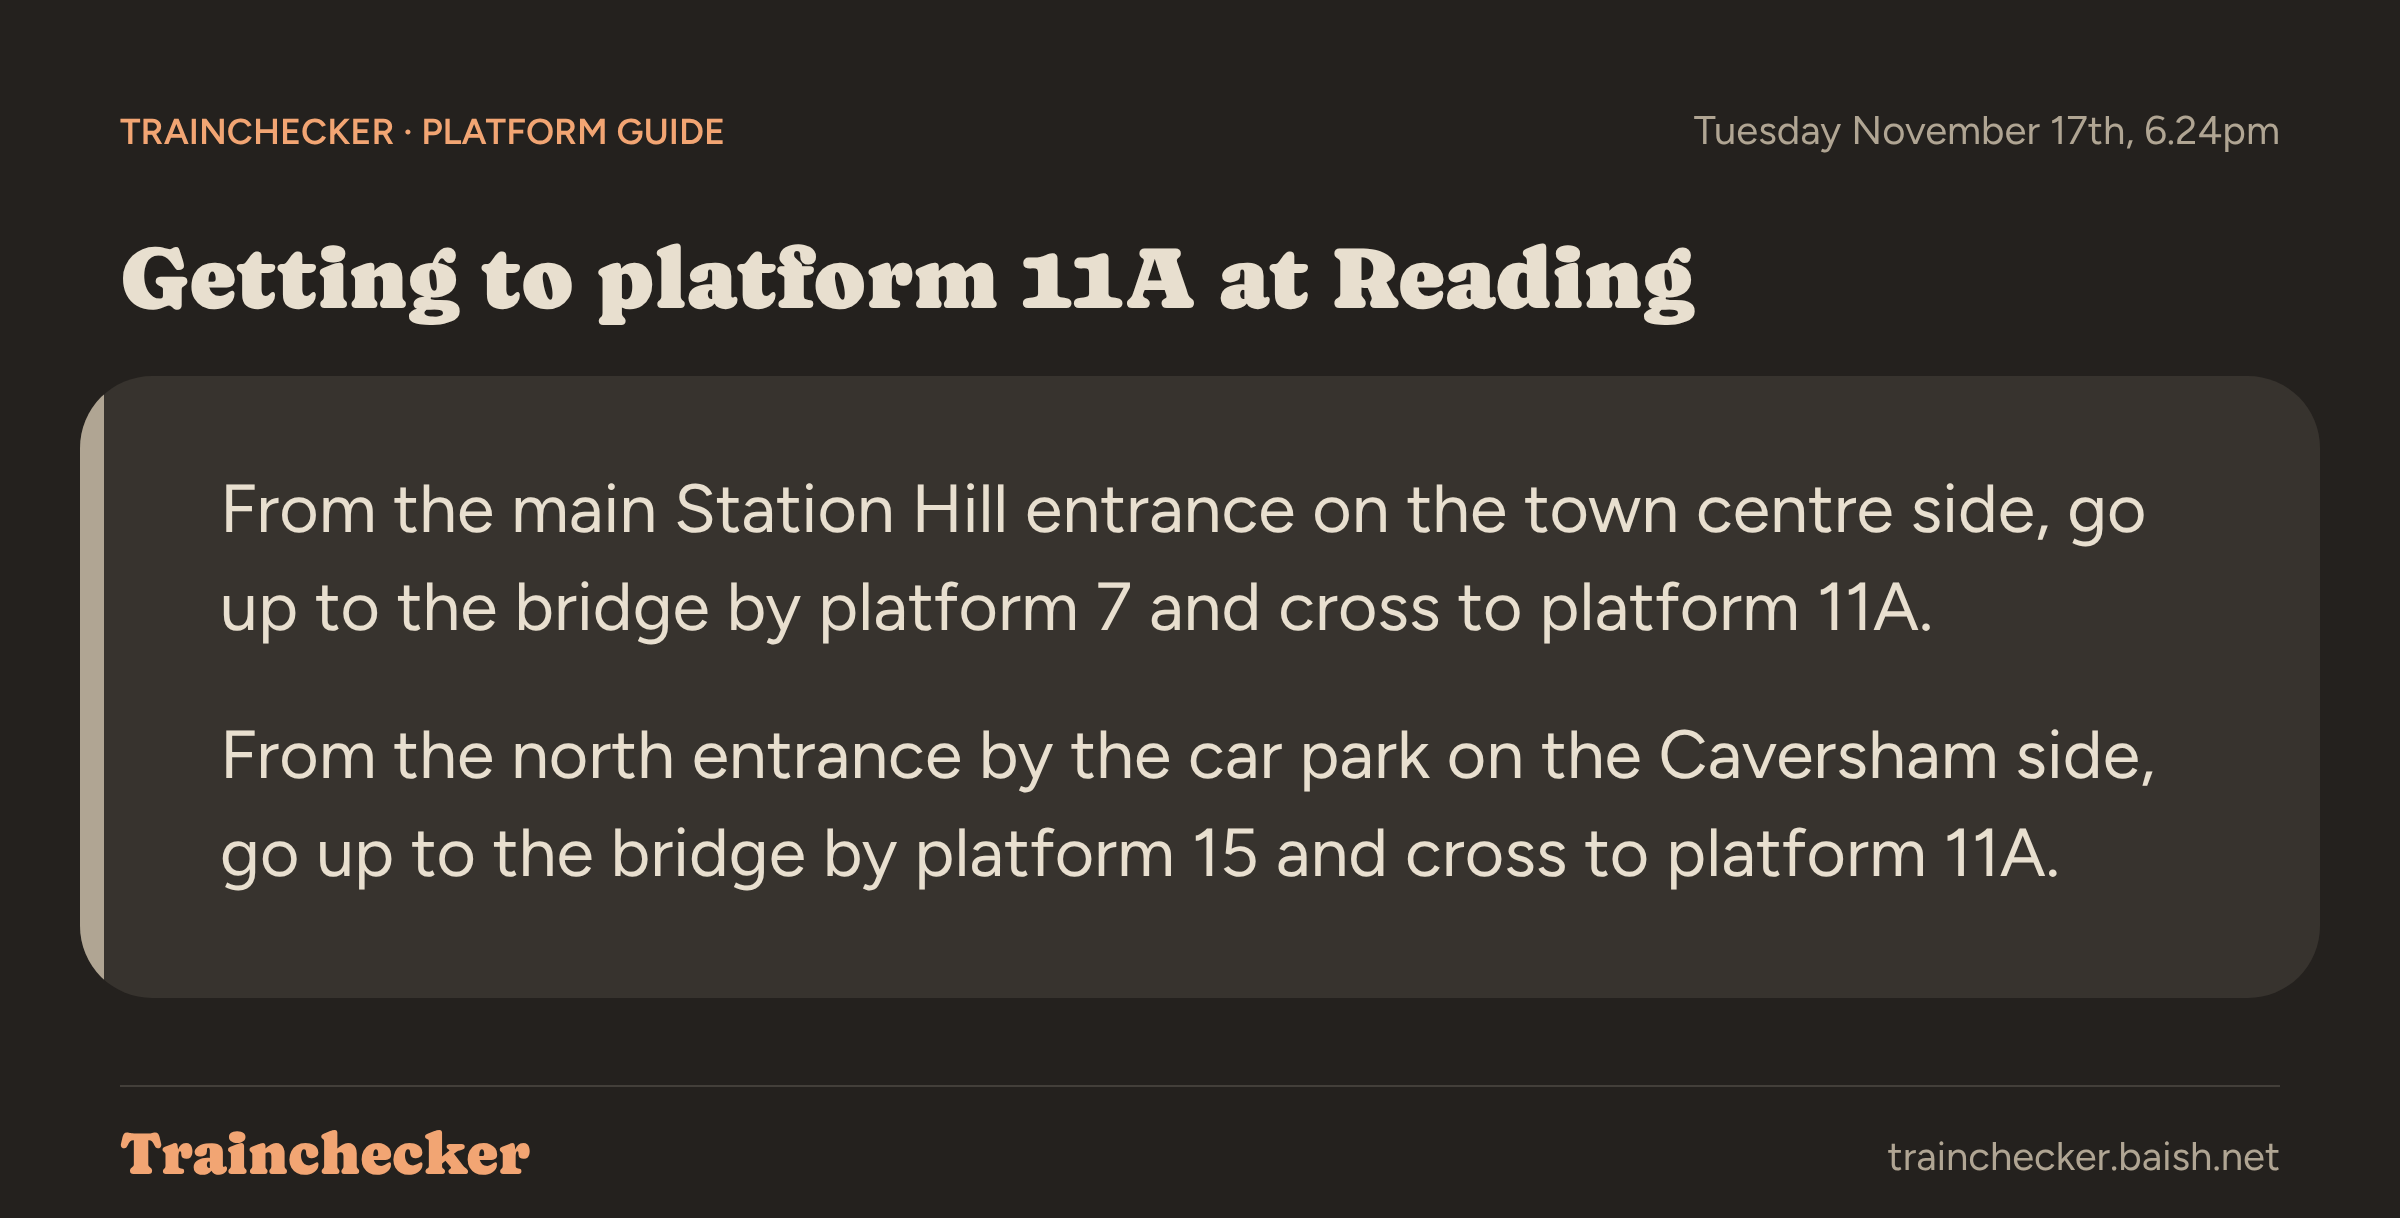 TRAINCHECKER · PLATFORM GUIDE
Tuesday November 17th, 6.24pm
Getting to platform 11A at Reading
From the main Station Hill entrance on the town centre side, go
up to the bridge by platform 7 and cross to platform 11A.
From the north entrance by the car park on the Caversham side,
go up to the bridge by platform 15 and cross to platform 11A.
Trainchecker
trainchecker.baish.net